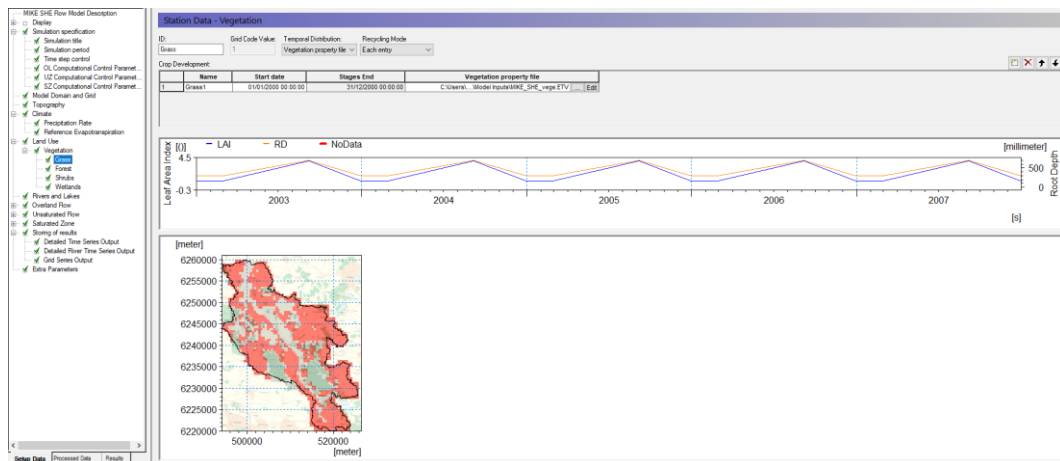 MIKE SHE Flow Model Description
Display
Simulation specification
Simulation title
Simulation period
Time step control
OL Computational Control Paramet...
UZ Computational Control Paramet...
SZ Computational Control Paramet...
Model Domain and Grid
Topography
Climate
Precipitation Rate
Reference Evapotranspiration
Land Use
Vegetation
Grass
Forest
Shrubs
Wetlands
Rivers and Lakes
Overland Flow
Unsaturated Flow
Saturated Zone
Storing of results
Detailed Time Series Output
Detailed River Time Series Output
Grid Series Output
Extra Parameters
Setup Data Processed Data Results
Station Data - Vegetation
ID: Grid Code Value: Temporal Distribution: Recycling Mode
Grass 1 Vegetation property file Each entry
Crop Development:
Name Start date Stages End Vegetation property file
1 Grass1 01/01/2000 00:00:00 31/12/2000 00:00:00 C:\Users\...\Model Inputs\MIKE_SHE_vege.ETV ... Edit
[()] LAI RD NoData [millimeter]
4.5
Leaf Area Index
-0.3
500
0
Root Depth
2003 2004 2005 2006 2007
[s]
[meter]
6260000
6255000
6250000
6245000
6240000
6235000
6230000
6225000
6220000
500000 520000
[meter]